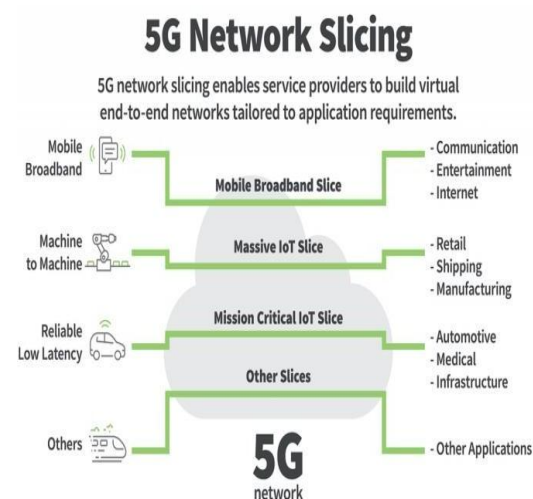 5G Network Slicing
5G network slicing enables service providers to build virtual
end-to-end networks tailored to application requirements.
Mobile
Broadband
Mobile Broadband Slice
- Communication
- Entertainment
- Internet
Machine
to Machine
Massive IoT Slice
- Retail
- Shipping
- Manufacturing
Reliable
Low Latency
Mission Critical IoT Slice
- Automotive
- Medical
- Infrastructure
Other Slices
Others
- Other Applications
5G
network